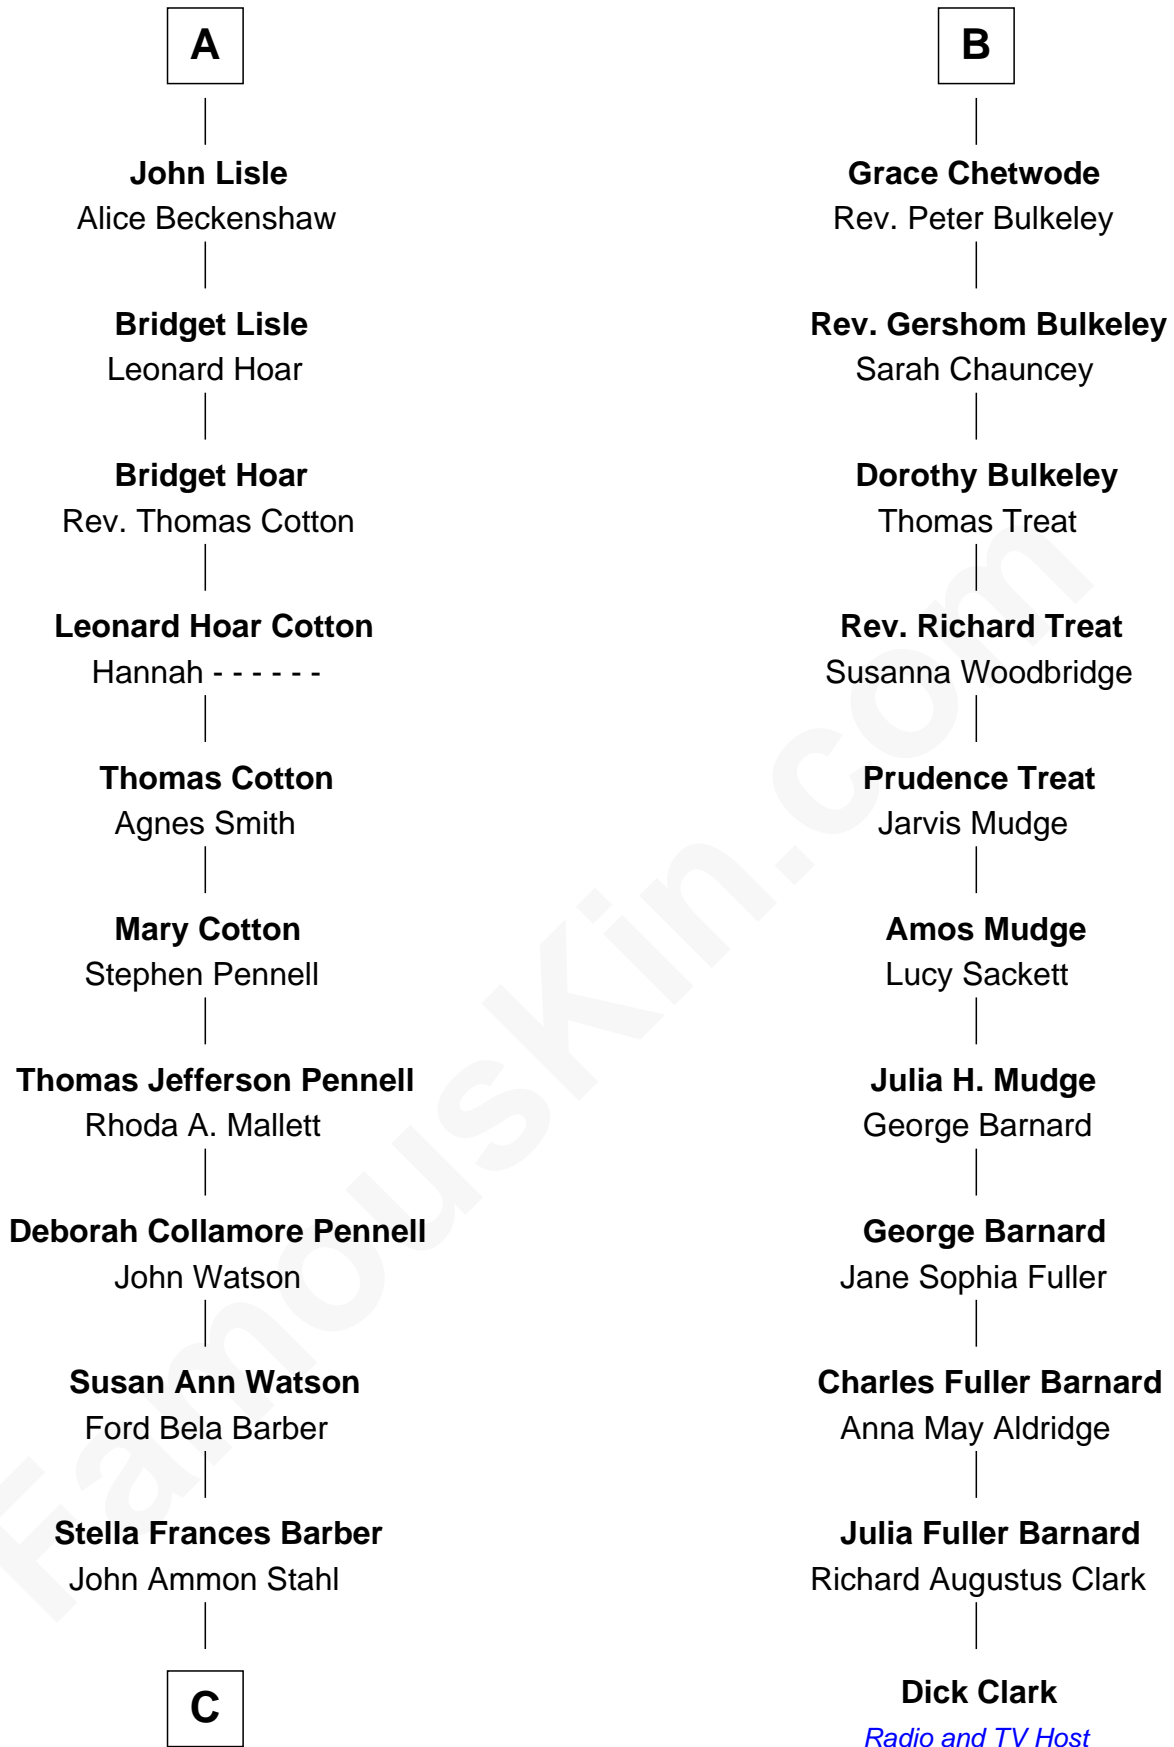 A
John Lisle
Alice Beckenshaw
Bridget Lisle
Leonard Hoar
Bridget Hoar
Rev. Thomas Cotton
Leonard Hoar Cotton
Hannah - - - - - -
Thomas Cotton
Agnes Smith
Mary Cotton
Stephen Pennell
Thomas Jefferson Pennell
Rhoda A. Mallett
Deborah Collamore Pennell
John Watson
Susan Ann Watson
Ford Bela Barber
Stella Frances Barber
John Ammon Stahl
C
B
Grace Chetwode
Rev. Peter Bulkeley
Rev. Gershom Bulkeley
Sarah Chauncey
Dorothy Bulkeley
Thomas Treat
Rev. Richard Treat
Susanna Woodbridge
Prudence Treat
Jarvis Mudge
Amos Mudge
Lucy Sackett
Julia H. Mudge
George Barnard
George Barnard
Jane Sophia Fuller
Charles Fuller Barnard
Anna May Aldridge
Julia Fuller Barnard
Richard Augustus Clark
Dick Clark
Radio and TV Host
FamousKin.com